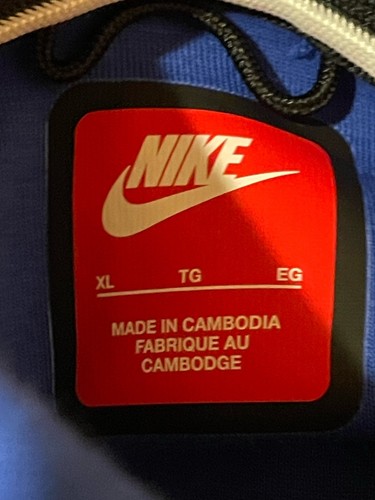 NIKE
XL TG EG
MADE IN CAMBODIA
FABRIQUE AU
CAMBODGE